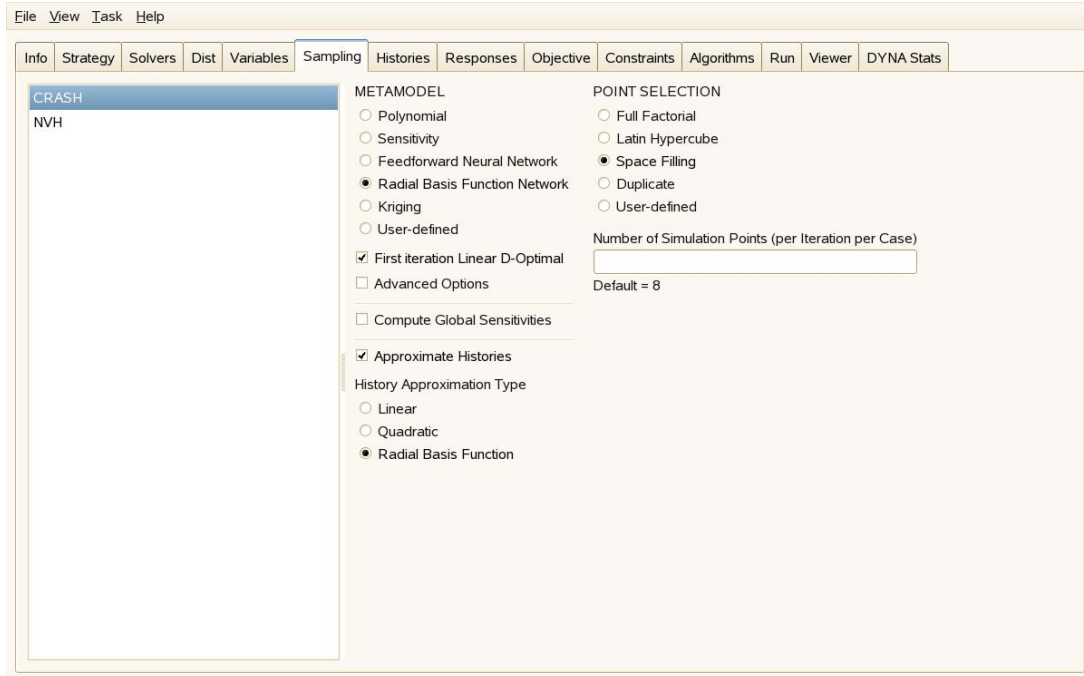 File View Task Help
Info Strategy Solvers Dist Variables Sampling Histories Responses Objective Constraints Algorithms Run Viewer DYNA Stats
CRASH
NVH
METAMODEL
Polynomial
Sensitivity
Feedforward Neural Network
Radial Basis Function Network
Kriging
User-defined
First iteration Linear D-Optimal
Advanced Options
Compute Global Sensitivities
Approximate Histories
History Approximation Type
Linear
Quadratic
Radial Basis Function
POINT SELECTION
Full Factorial
Latin Hypercube
Space Filling
Duplicate
User-defined
Number of Simulation Points (per Iteration per Case)
Default = 8